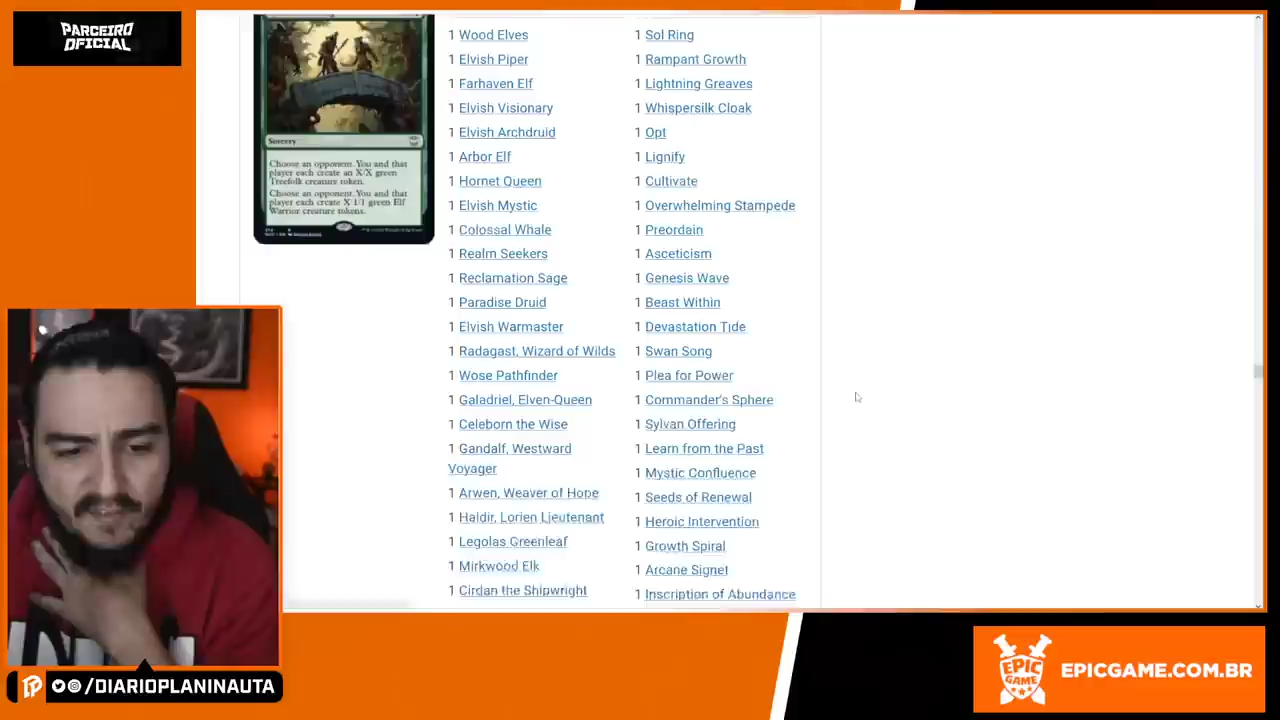 PARCEIRO
OFICIAL
Sorcery
Choose an opponent. You and that
player each create an X/X green
Treefolk creature token.
Choose an opponent. You and that
player each create X 1/1 green Elf
Warrior creature tokens.
1 Wood Elves
1 Elvish Piper
1 Farhaven Elf
1 Elvish Visionary
1 Elvish Archdruid
1 Arbor Elf
1 Hornet Queen
1 Elvish Mystic
1 Colossal Whale
1 Realm Seekers
1 Reclamation Sage
1 Paradise Druid
1 Elvish Warmaster
1 Radagast, Wizard of Wilds
1 Wose Pathfinder
1 Galadriel, Elven-Queen
1 Celeborn the Wise
1 Gandalf, Westward
Voyager
1 Arwen, Weaver of Hope
1 Haldir, Lorien Lieutenant
1 Legolas Greenleaf
1 Mirkwood Elk
1 Cirdan the Shipwright
1 Sol Ring
1 Rampant Growth
1 Lightning Greaves
1 Whispersilk Cloak
1 Opt
1 Lignify
1 Cultivate
1 Overwhelming Stampede
1 Preordain
1 Asceticism
1 Genesis Wave
1 Beast Within
1 Devastation Tide
1 Swan Song
1 Plea for Power
1 Commander's Sphere
1 Sylvan Offering
1 Learn from the Past
1 Mystic Confluence
1 Seeds of Renewal
1 Heroic Intervention
1 Growth Spiral
1 Arcane Signet
1 Inscription of Abundance
/DIARIOPLANINAUTA
EPIC
GAME
EPICGAME.COM.BR